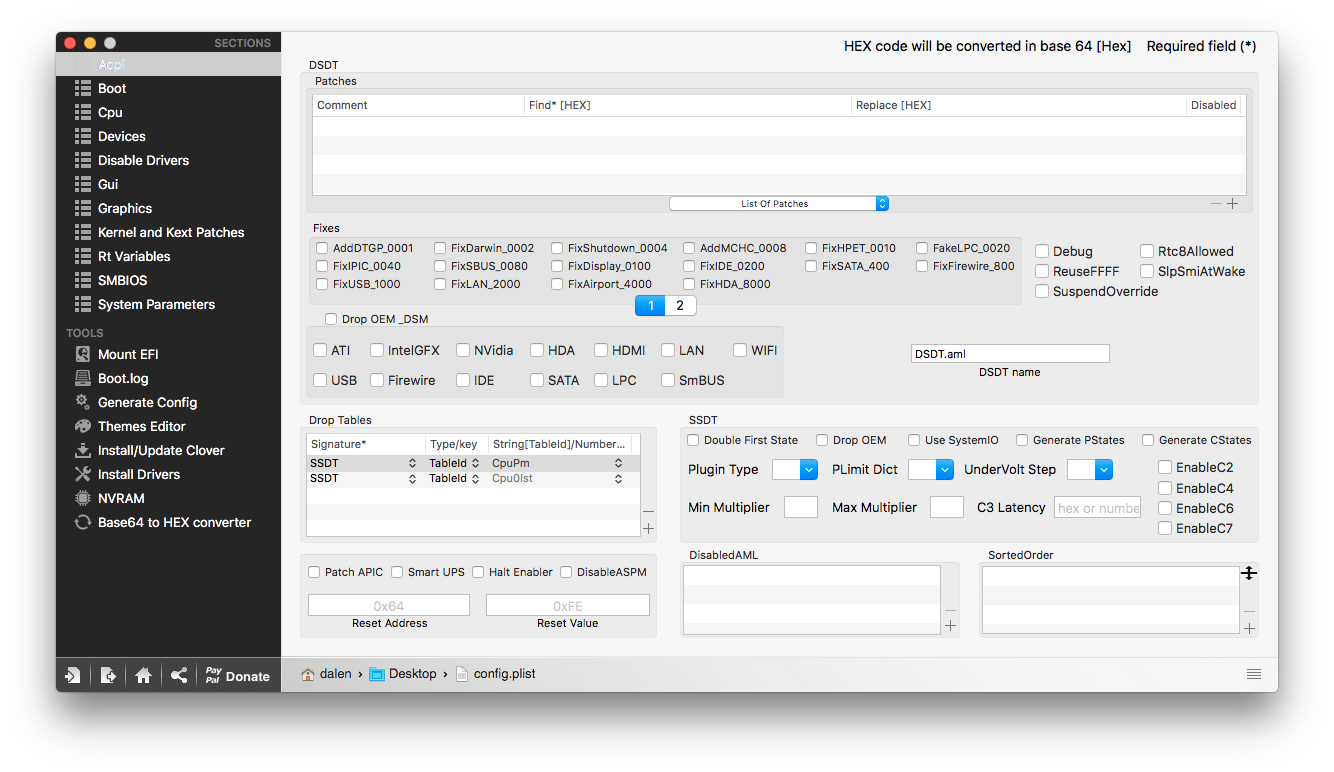 SECTIONS
Acpi
Boot
Cpu
Devices
Disable Drivers
Gui
Graphics
Kernel and Kext Patches
Rt Variables
SMBIOS
System Parameters
TOOLS
Mount EFI
Boot.log
Generate Config
Themes Editor
Install/Update Clover
Install Drivers
NVRAM
Base64 to HEX converter
Pay
Pal Donate
HEX code will be converted in base 64 [Hex] Required field (*)
DSDT
Patches
Comment Find* [HEX] Replace [HEX] Disabled
List Of Patches
Fixes
AddDTGP_0001 FixDarwin_0002 FixShutdown_0004 AddMCHC_0008 FixHPET_0010 FakeLPC_0020
FixIPIC_0040 FixSBUS_0080 FixDisplay_0100 FixIDE_0200 FixSATA_400 FixFirewire_800
FixUSB_1000 FixLAN_2000 FixAirport_4000 FixHDA_8000
1 2
Debug Rtc8Allowed
ReuseFFFF SlpSmiAtWake
SuspendOverride
Drop OEM _DSM
ATI IntelGFX NVidia HDA HDMI LAN WIFI
USB Firewire IDE SATA LPC SmBUS
DSDT.aml
DSDT name
Drop Tables
Signature* Type/key String[TableId]/Number...
SSDT TableId CpuPm
SSDT TableId Cpu0Ist
SSDT
Double First State Drop OEM Use SystemIO Generate PStates Generate CStates
Plugin Type PLimit Dict UnderVolt Step
Min Multiplier Max Multiplier C3 Latency hex or numbe
EnableC2
EnableC4
EnableC6
EnableC7
Patch APIC Smart UPS Halt Enabler DisableASPM
0x64 0xFE
Reset Address Reset Value
DisabledAML
SortedOrder
dalen › Desktop › config.plist